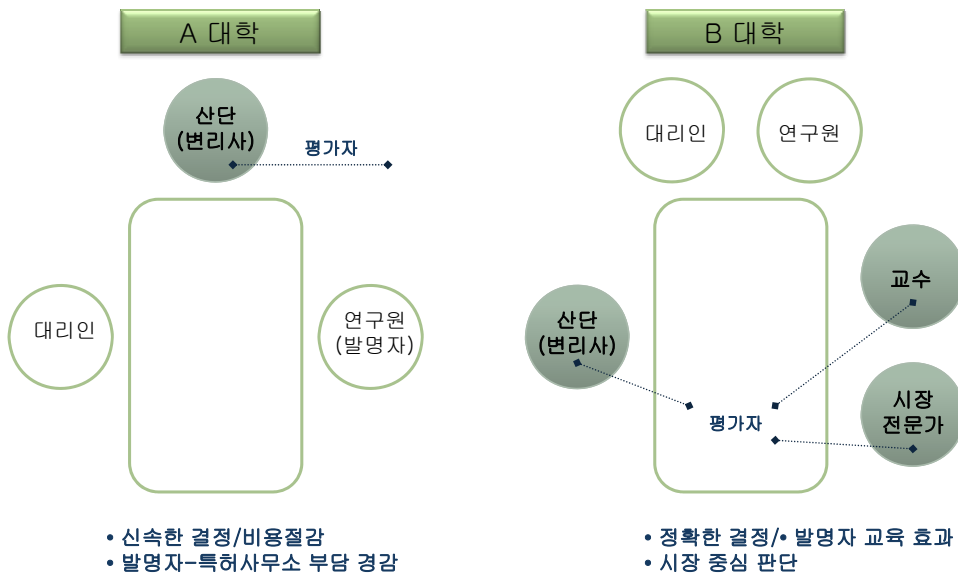 A 대학
산단
(변리사)
평가자
대리인
연구원
(발명자)
• 신속한 결정/비용절감
• 발명자-특허사무소 부담 경감
B 대학
대리인
연구원
교수
산단
(변리사)
시장
전문가
평가자
• 정확한 결정/• 발명자 교육 효과
• 시장 중심 판단